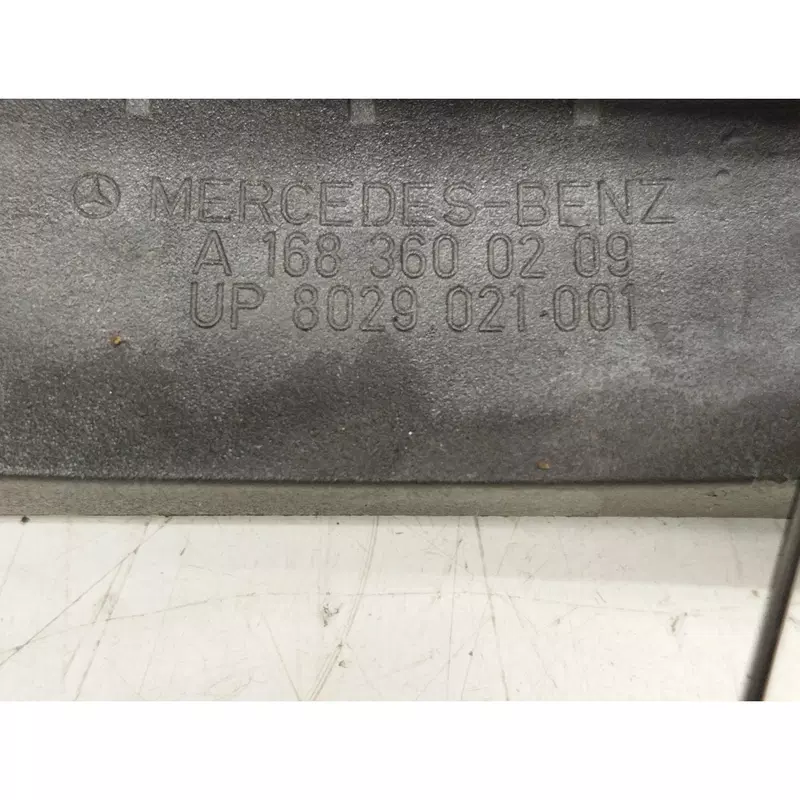 MERCEDES-BENZ
A 168 360 02 09
UP 8029 021.001